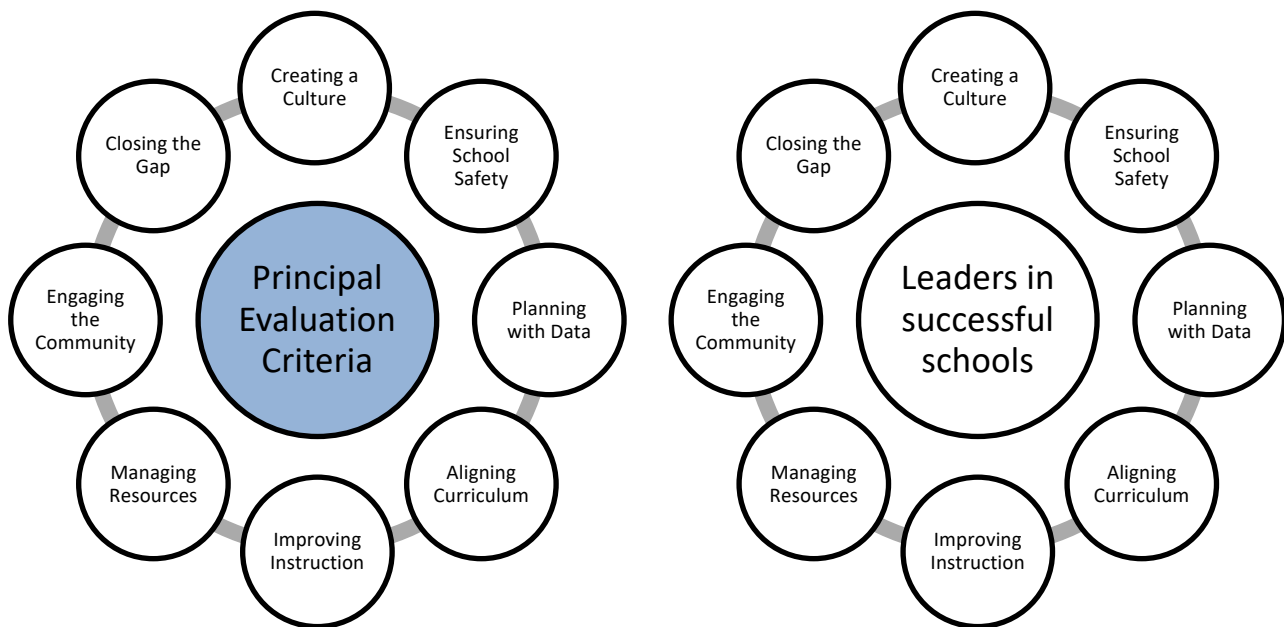 Creating a
Culture
Ensuring
School
Safety
Planning
with Data
Aligning
Curriculum
Improving
Instruction
Managing
Resources
Engaging
the
Community
Closing the
Gap
Principal
Evaluation
Criteria
Creating a
Culture
Ensuring
School
Safety
Planning
with Data
Aligning
Curriculum
Improving
Instruction
Managing
Resources
Engaging
the
Community
Closing the
Gap
Leaders in
successful
schools